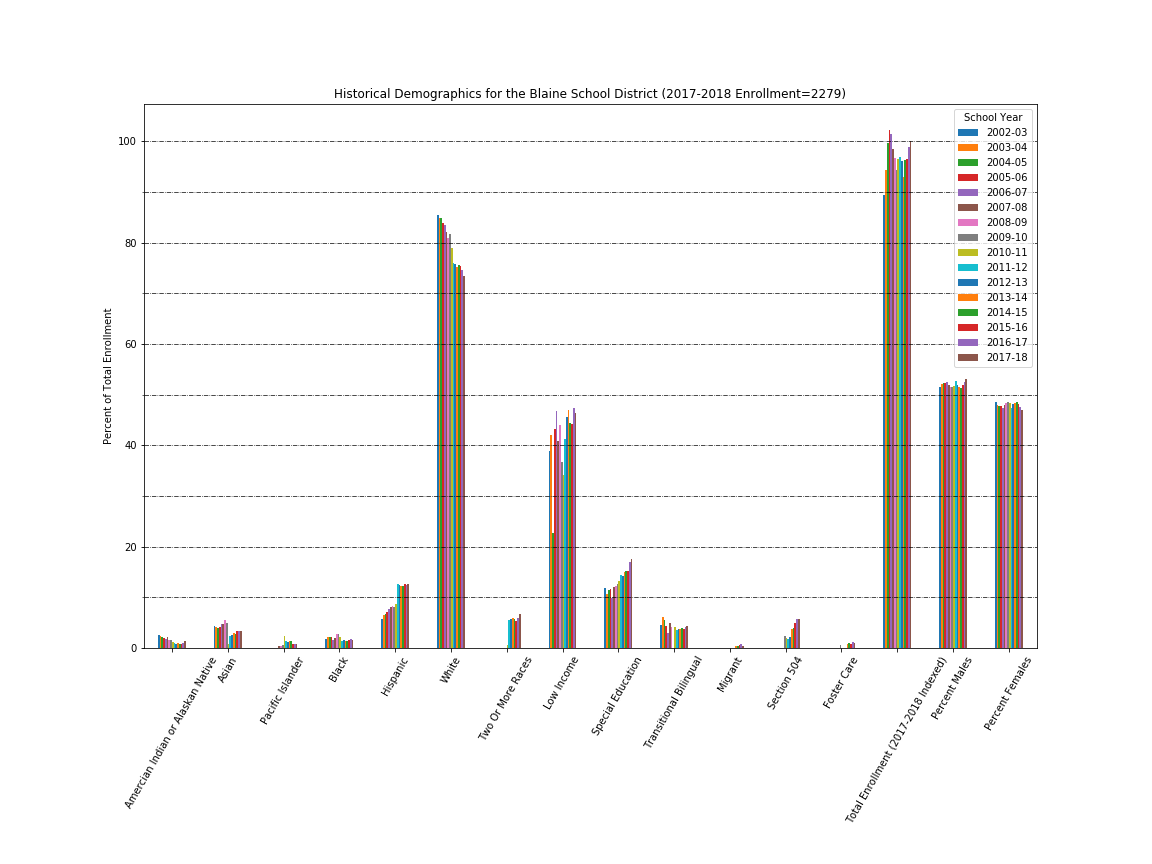 Historical Demographics for the Blaine School District (2017-2018 Enrollment=2279)
Percent of Total Enrollment
100
80
60
40
20
0
School Year
2002-03
2003-04
2004-05
2005-06
2006-07
2007-08
2008-09
2009-10
2010-11
2011-12
2012-13
2013-14
2014-15
2015-16
2016-17
2017-18
Amercian Indian or Alaskan Native
Asian
Pacific Islander
Black
Hispanic
White
Two Or More Races
Low Income
Special Education
Transitional Bilingual
Migrant
Section 504
Foster Care
Total Enrollment (2017-2018 Indexed)
Percent Males
Percent Females